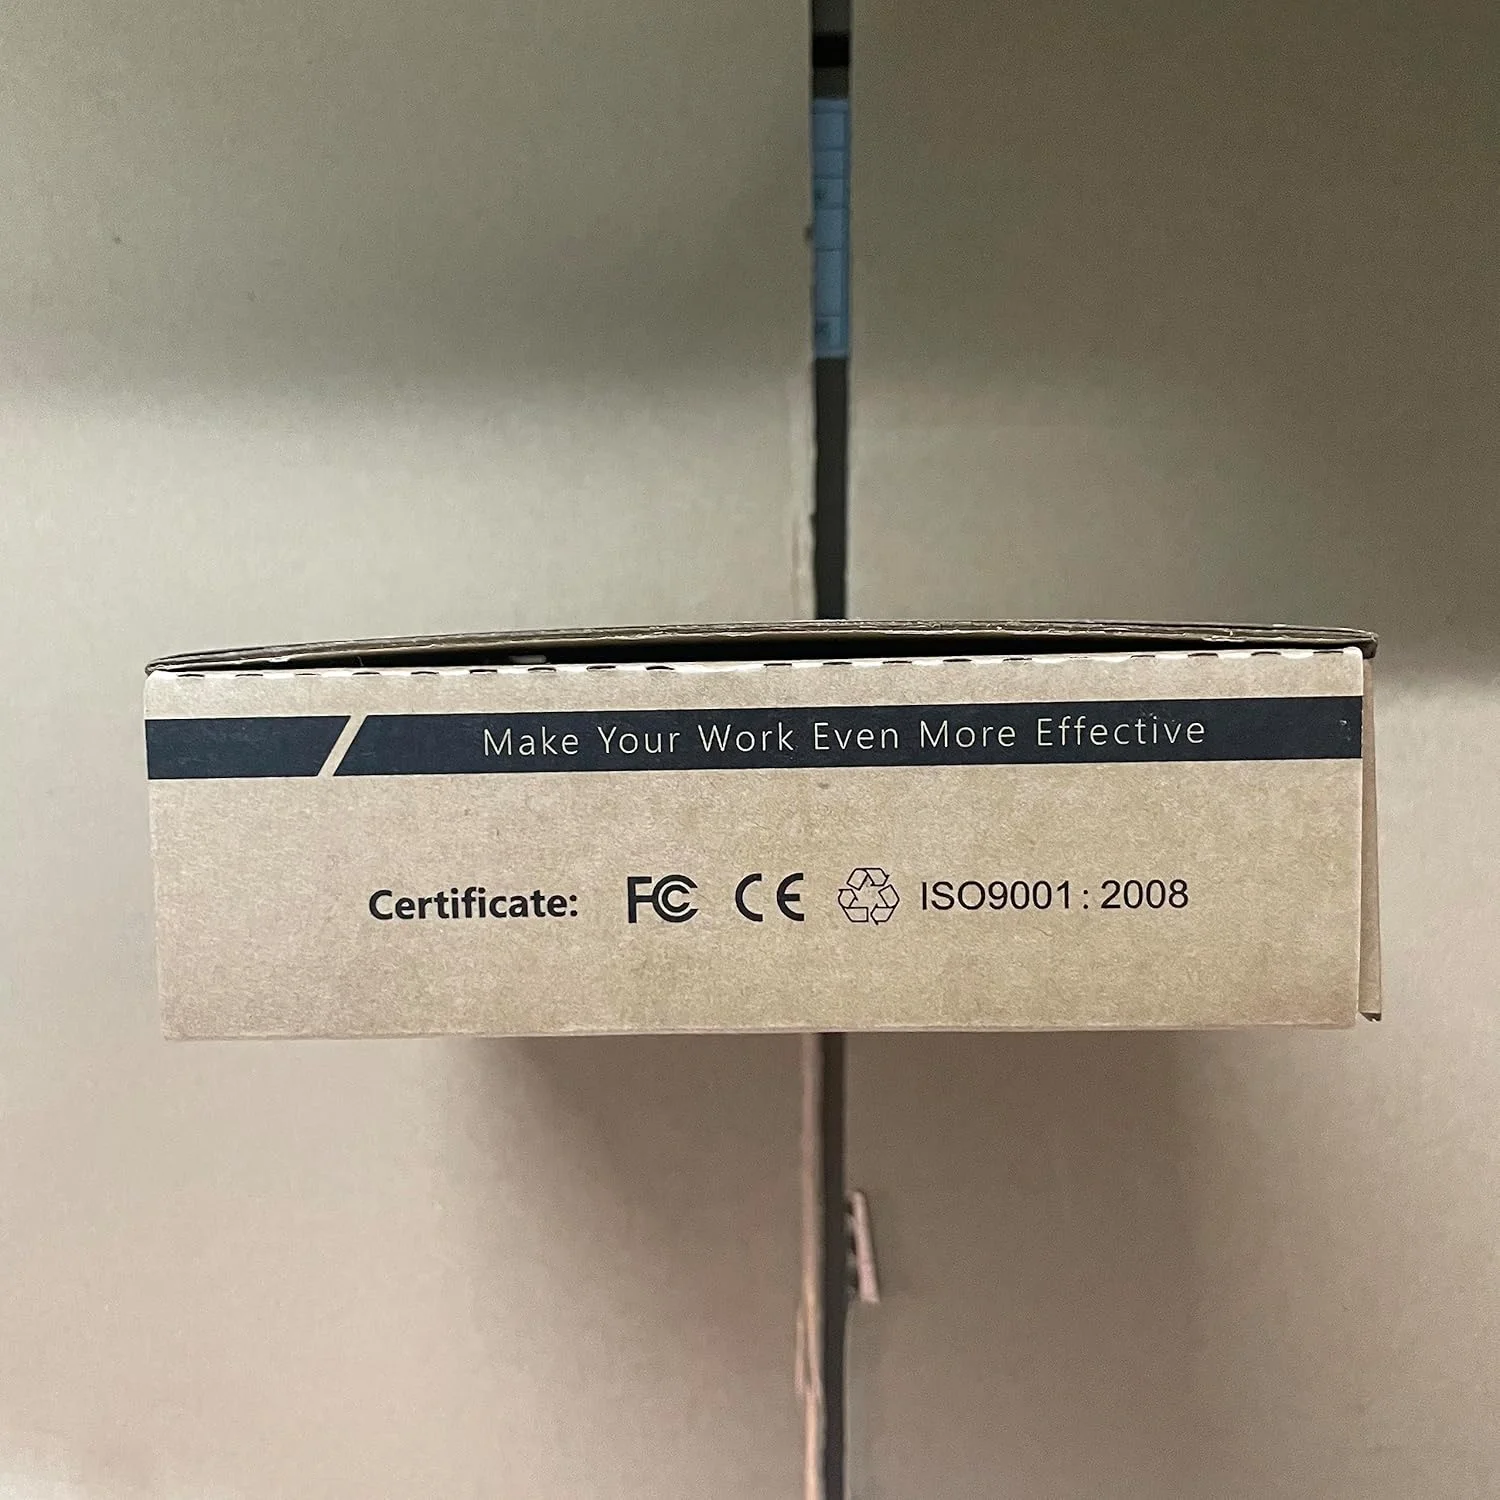 Make Your Work Even More Effective
Certificate: FC CE ISO9001: 2008